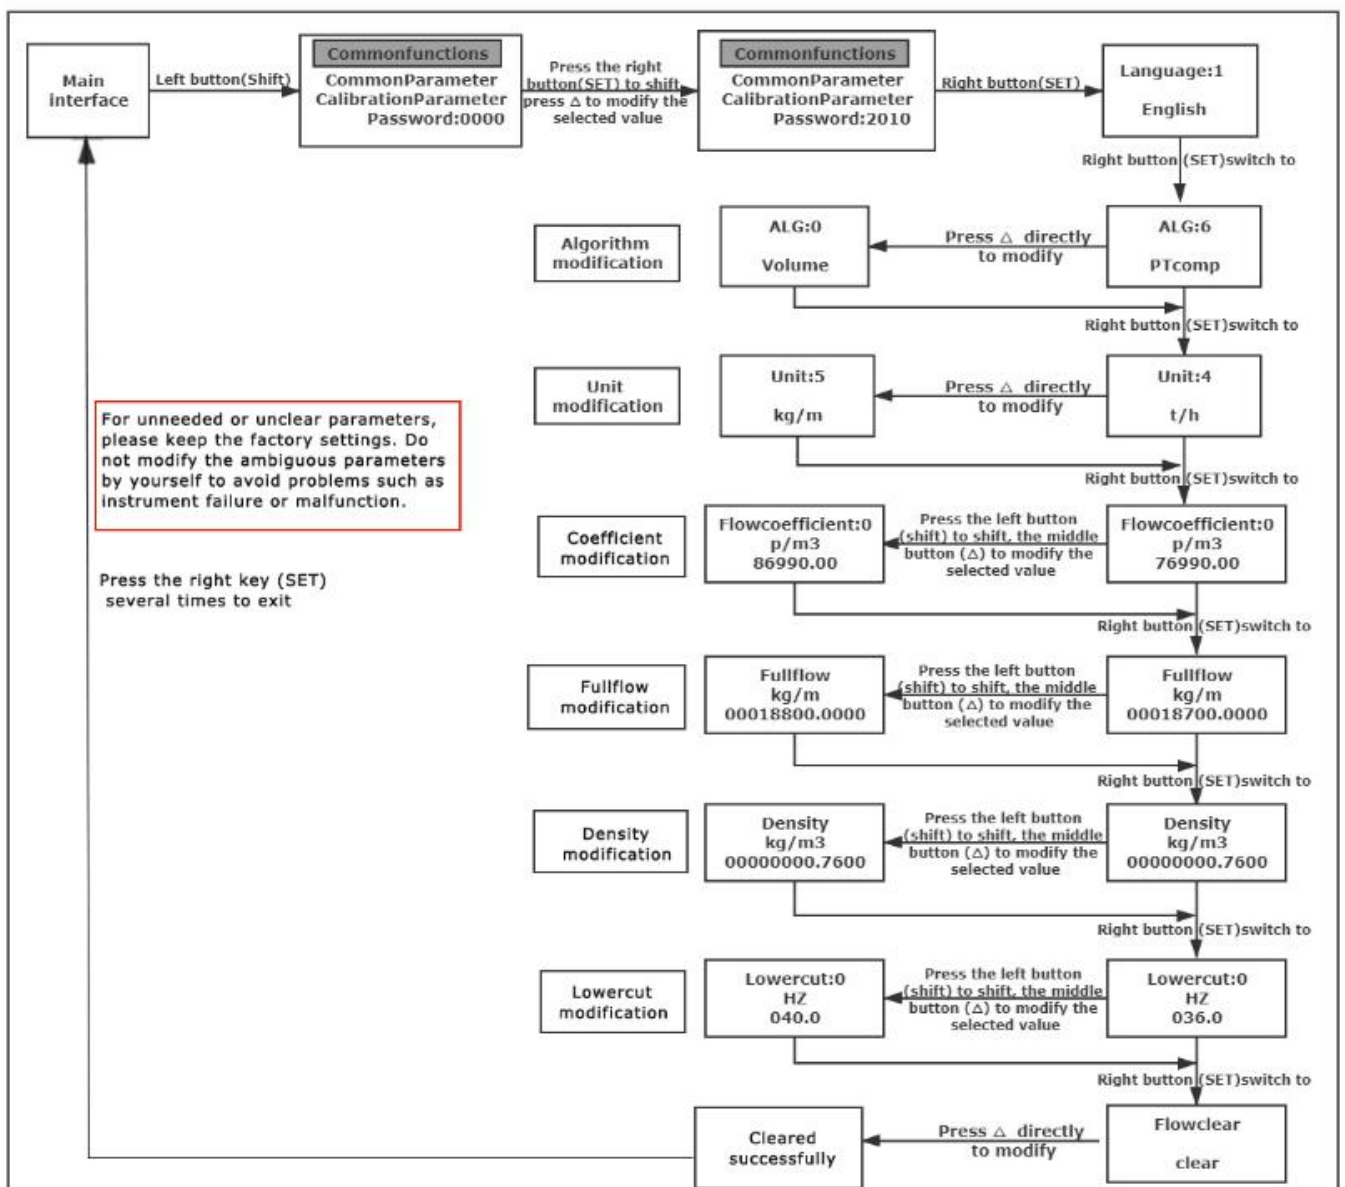 Main
interface
Left button(Shift)
Commonfunctions
CommonParameter
CalibrationParameter
Password:0000
Press the right
button(SET) to shift,
press △ to modify the
selected value
Commonfunctions
CommonParameter
CalibrationParameter
Password:2010
Right button(SET)
Language:1
English
Right button (SET)switch to
Algorithm
modification
ALG:0
Volume
Press △ directly
to modify
ALG:6
PTcomp
Right button (SET)switch to
Unit
modification
Unit:5
kg/m
Press △ directly
to modify
Unit:4
t/h
Right button (SET)switch to
For unneeded or unclear parameters,
please keep the factory settings. Do
not modify the ambiguous parameters
by yourself to avoid problems such as
instrument failure or malfunction.
Press the right key (SET)
several times to exit
Coefficient
modification
Flowcoefficient:0
p/m3
86990.00
Press the left button
(shift) to shift, the middle
button (△) to modify the
selected value
Flowcoefficient:0
p/m3
76990.00
Right button (SET)switch to
Fullflow
modification
Fullflow
kg/m
00018800.0000
Press the left button
(shift) to shift, the middle
button (△) to modify the
selected value
Fullflow
kg/m
00018700.0000
Right button (SET)switch to
Density
modification
Density
kg/m3
00000000.7600
Press the left button
(shift) to shift, the middle
button (△) to modify the
selected value
Density
kg/m3
00000000.7600
Right button (SET)switch to
Lowercut
modification
Lowercut:0
HZ
040.0
Press the left button
(shift) to shift, the middle
button (△) to modify the
selected value
Lowercut:0
HZ
036.0
Right button (SET)switch to
Cleared
successfully
Press △ directly
to modify
Flowclear
clear